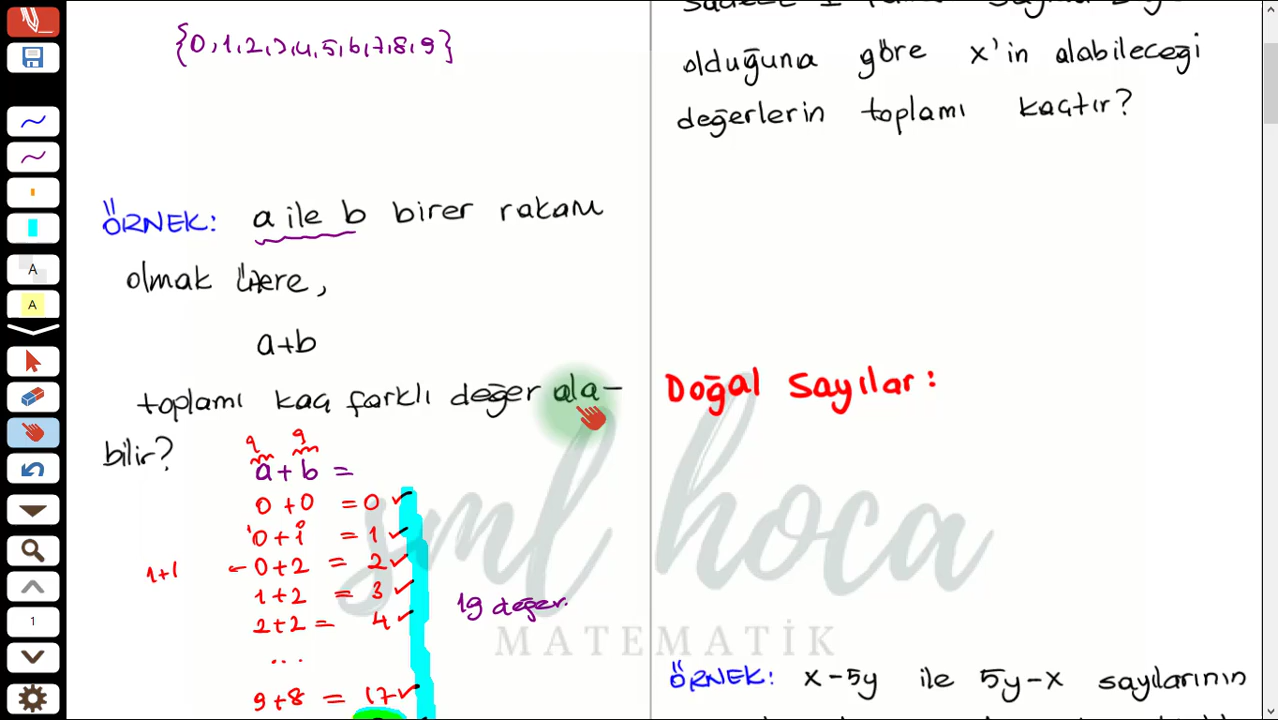 {0,1,2,3,4,5,6,7,8,9}
ÖRNEK: a ile b birer rakam
olmak üzere,
a+b
toplamı kaç farklı değer ala-
bilir?
9 9
a+b =
0+0 = 0 ✓
0+1 = 1 ✓
1+1 ← 0+2 = 2 ✓
1+2 = 3 ✓
2+2 = 4 ✓
...
9+8 = 17 ✓
19 değer.
olduğuna göre x'in alabileceği
değerlerin toplamı kaçtır?
Doğal Sayılar:
sml hoca
MATEMATİK
ÖRNEK: x-5y ile 5y-x sayılarının
A
A
1